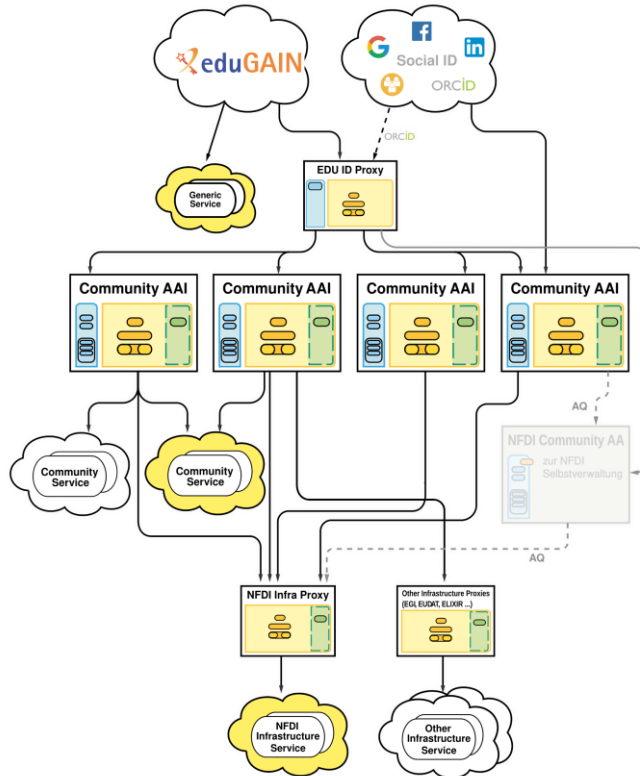 eduGAIN
Social ID
in
ORCID
ORCID
EDU ID Proxy
Generic
Service
Community AAI
Community AAI
Community AAI
Community AAI
AQ
NFDI Community AA
zur NFDI
Selbstverwaltung
Community
Service
Community
Service
AQ
NFDI Infra Proxy
Other Infrastructure Proxies
(EGI, EUDAT, ELIXIR ...)
NFDI
Infrastructure
Service
Other
Infrastructure
Service